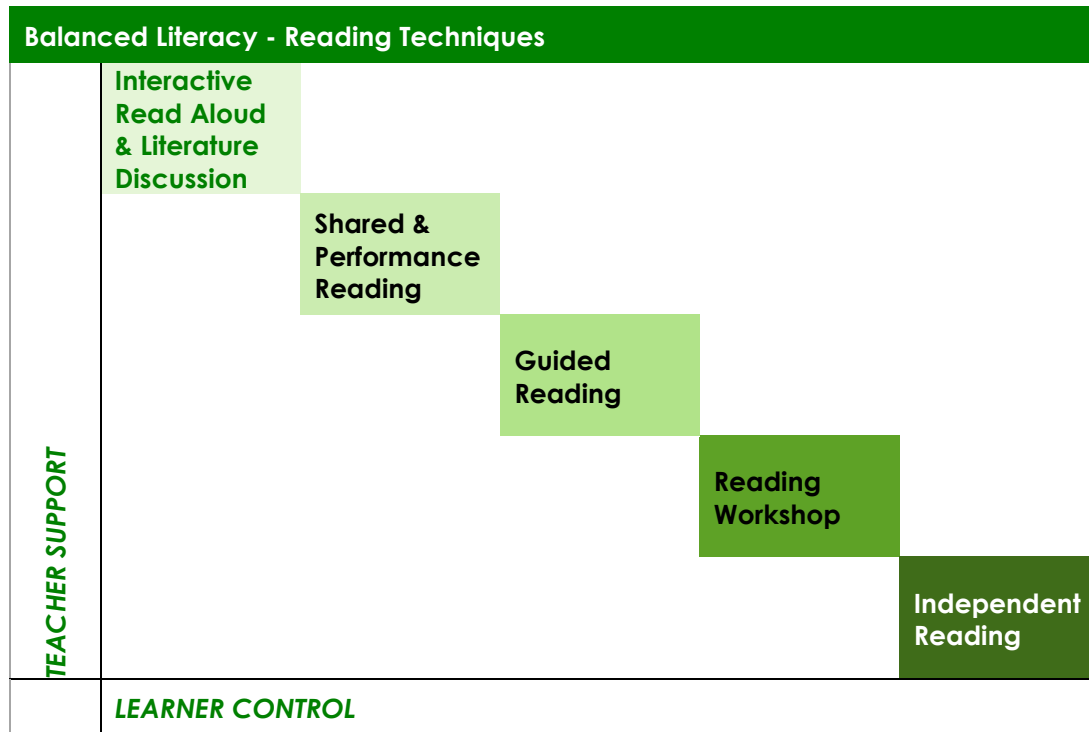 Balanced Literacy - Reading Techniques
Interactive
Read Aloud
& Literature
Discussion
Shared &
Performance
Reading
Guided
Reading
Reading
Workshop
Independent
Reading
TEACHER SUPPORT
LEARNER CONTROL